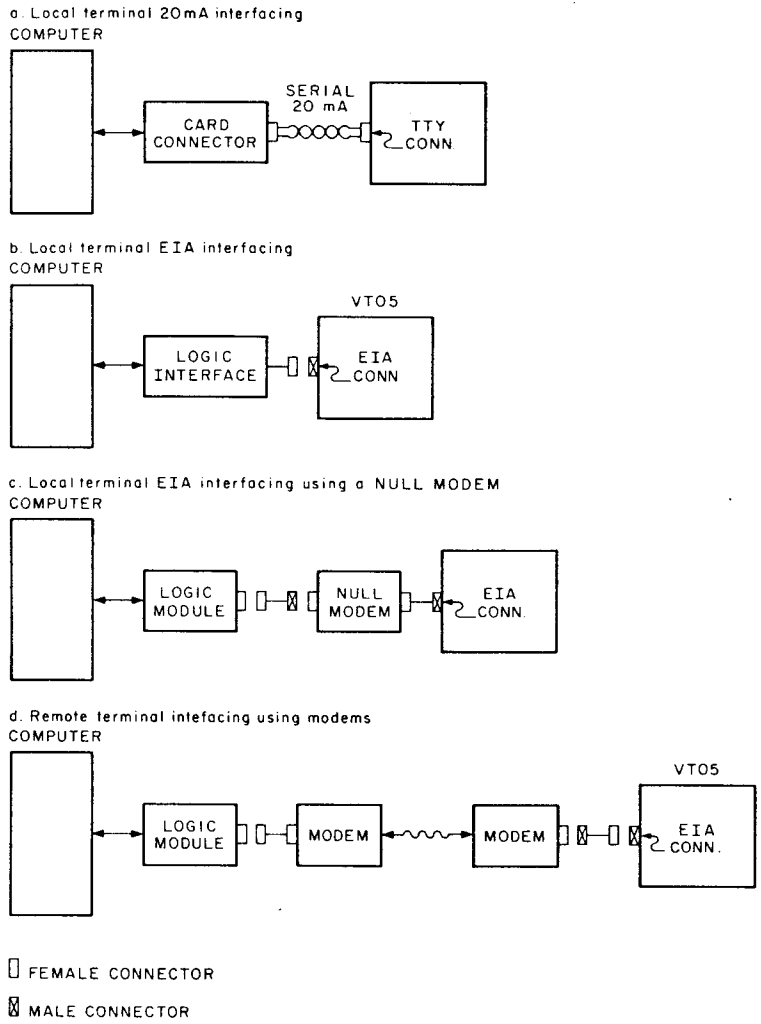 a. Local terminal 20mA interfacing
COMPUTER
SERIAL
20 mA
CARD
CONNECTOR
TTY
CONN
b. Local terminal EIA interfacing
COMPUTER
VT05
LOGIC
INTERFACE
EIA
CONN
c. Local terminal EIA interfacing using a NULL MODEM
COMPUTER
LOGIC
MODULE
NULL
MODEM
EIA
CONN.
d. Remote terminal intefacing using modems
COMPUTER
VT05
LOGIC
MODULE
MODEM
MODEM
EIA
CONN.
FEMALE CONNECTOR
MALE CONNECTOR